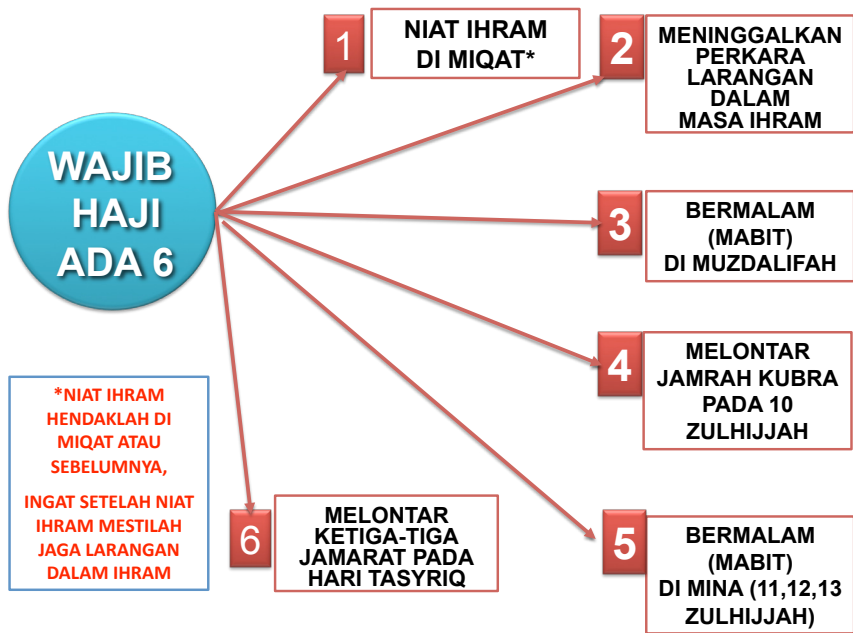 WAJIB
HAJI
ADA 6
1
NIAT IHRAM
DI MIQAT*
2
MENINGGALKAN
PERKARA
LARANGAN
DALAM
MASA IHRAM
3
BERMALAM
(MABIT)
DI MUZDALIFAH
4
MELONTAR
JAMRAH KUBRA
PADA 10
ZULHIJJAH
5
BERMALAM
(MABIT)
DI MINA (11,12,13
ZULHIJJAH)
6
MELONTAR
KETIGA-TIGA
JAMARAT PADA
HARI TASYRIQ
*NIAT IHRAM
HENDAKLAH DI
MIQAT ATAU
SEBELUMNYA,
INGAT SETELAH NIAT
IHRAM MESTILAH
JAGA LARANGAN
DALAM IHRAM